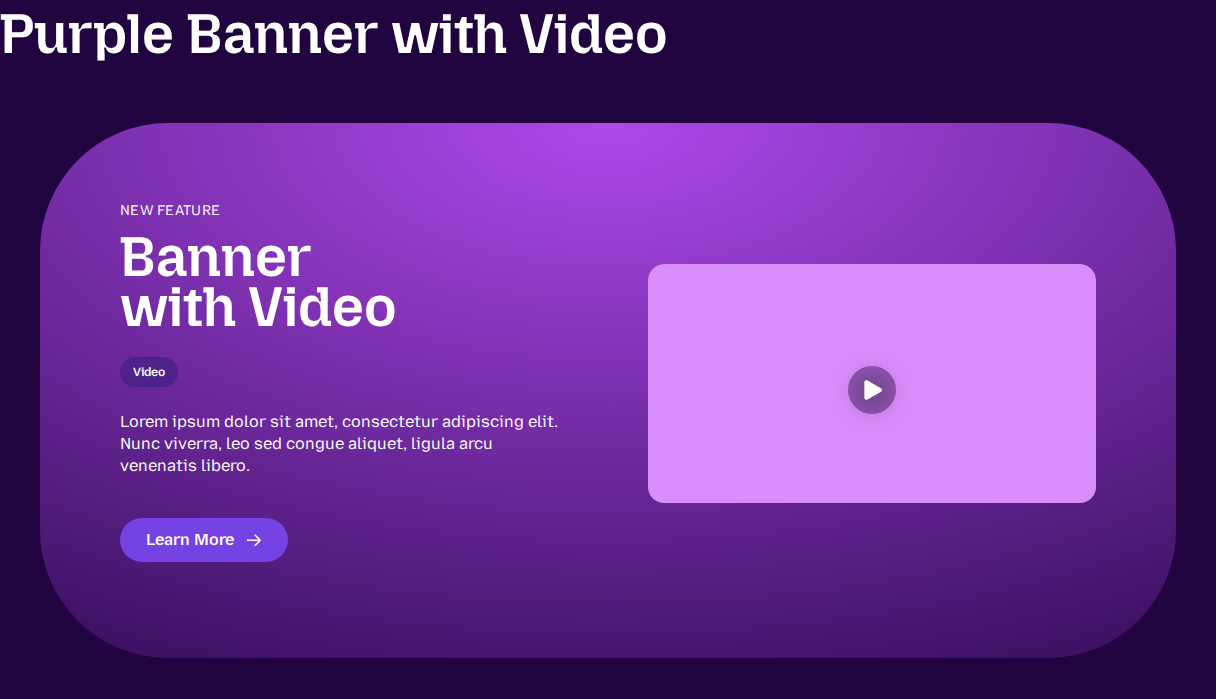 Purple Banner with Video
NEW FEATURE
Banner
with Video
Video
Lorem ipsum dolor sit amet, consectetur adipiscing elit.
Nunc viverra, leo sed congue aliquet, ligula arcu
venenatis libero.
Learn More